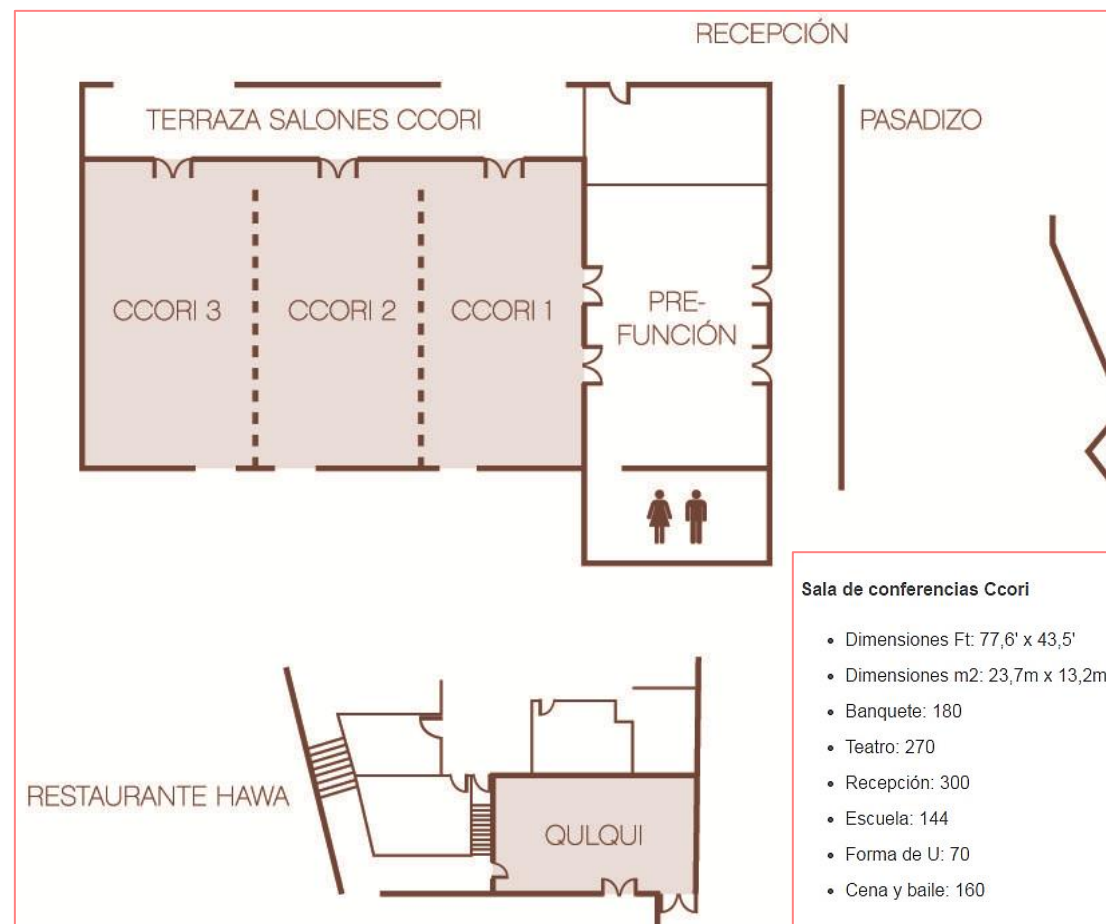 RECEPCIÓN
TERRAZA SALONES CCORI
PASADIZO
CCORI 3
CCORI 2
CCORI 1
PRE-
FUNCIÓN
RESTAURANTE HAWA
QULQUI
Sala de conferencias Ccori
• Dimensiones Ft: 77,6' x 43,5'
• Dimensiones m2: 23,7m x 13,2m
• Banquete: 180
• Teatro: 270
• Recepción: 300
• Escuela: 144
• Forma de U: 70
• Cena y baile: 160